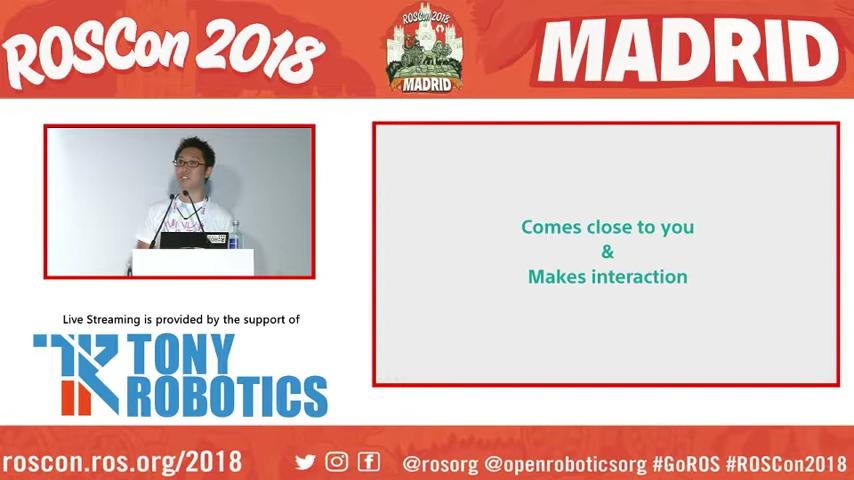 ROSCon 2018
ROSCon 2018
MADRID
MADRID
Comes close to you
&
Makes interaction
Live Streaming is provided by the support of
TR TONY
ROBOTICS
roscon.ros.org/2018
@rosorg @openroboticsorg #GoROS #ROSCon2018